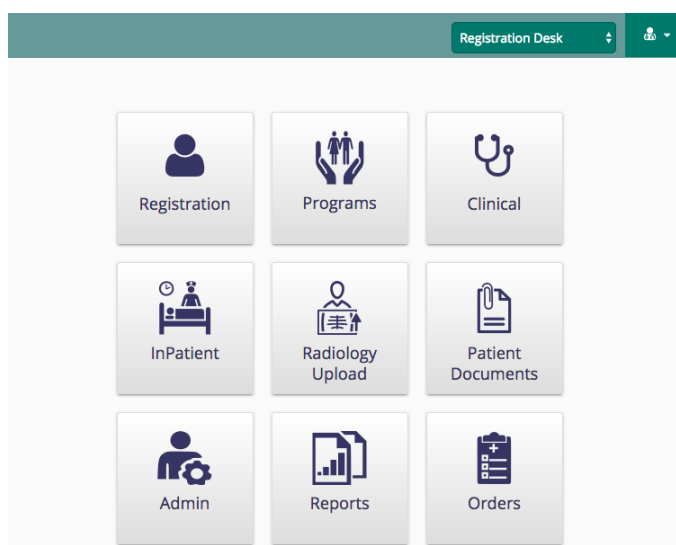 Registration Desk
Registration
Programs
Clinical
InPatient
Radiology
Upload
Patient
Documents
Admin
Reports
Orders